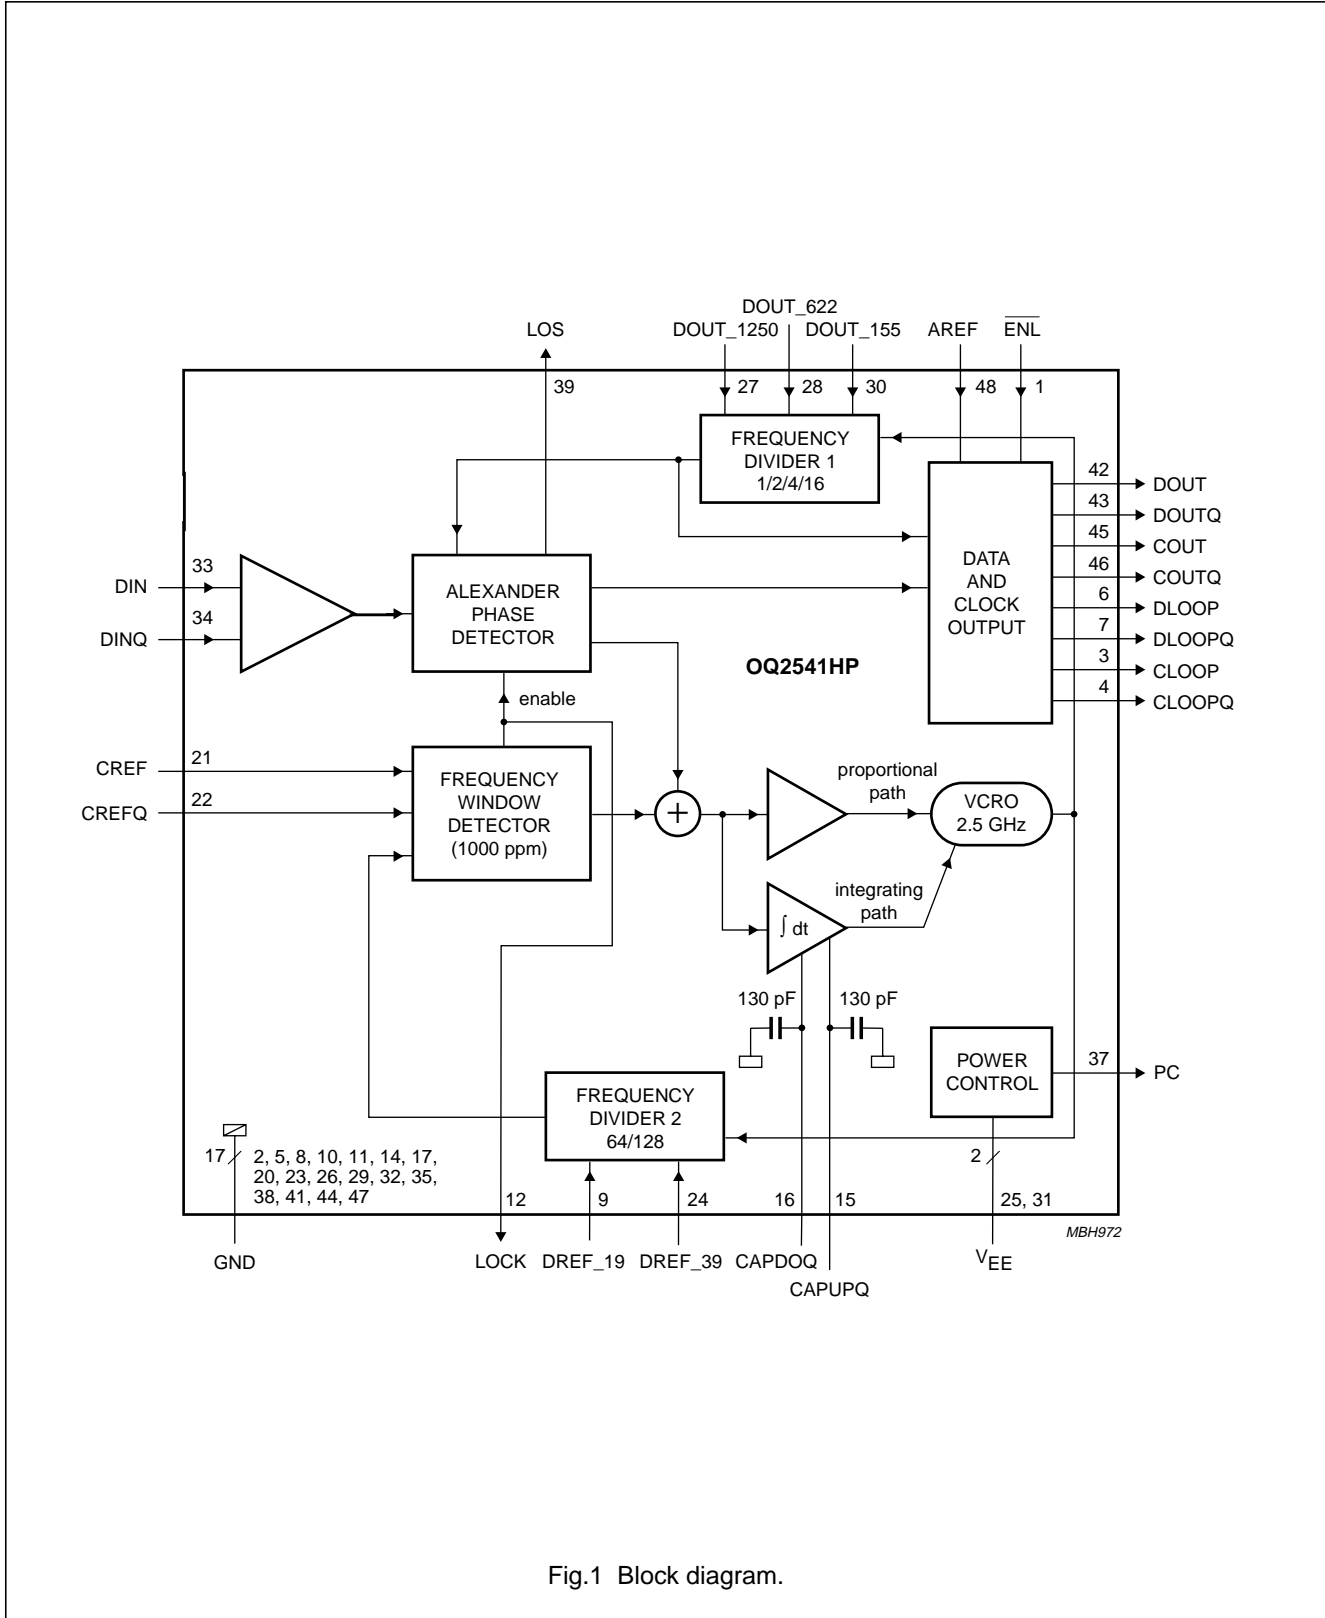 DOUT_622
LOS
DOUT_1250
DOUT_155
AREF
ENL
39
27
28
30
48
1
FREQUENCY
DIVIDER 1
1/2/4/16
42
DOUT
43
DOUTQ
45
COUT
46
COUTQ
6
DLOOP
7
DLOOPQ
3
CLOOP
4
CLOOPQ
DATA
AND
CLOCK
OUTPUT
DIN
33
DINQ
34
ALEXANDER
PHASE
DETECTOR
OQ2541HP
enable
CREF
21
CREFQ
22
FREQUENCY
WINDOW
DETECTOR
(1000 ppm)
+
proportional
path
VCRO
2.5 GHz
integrating
path
∫ dt
130 pF
130 pF
POWER
CONTROL
37
PC
FREQUENCY
DIVIDER 2
64/128
17
2, 5, 8, 10, 11, 14, 17,
20, 23, 26, 29, 32, 35,
38, 41, 44, 47
2
12
9
24
16
15
25, 31
MBH972
GND
LOCK
DREF_19
DREF_39
CAPDOQ
CAPUPQ
VEE
Fig.1 Block diagram.